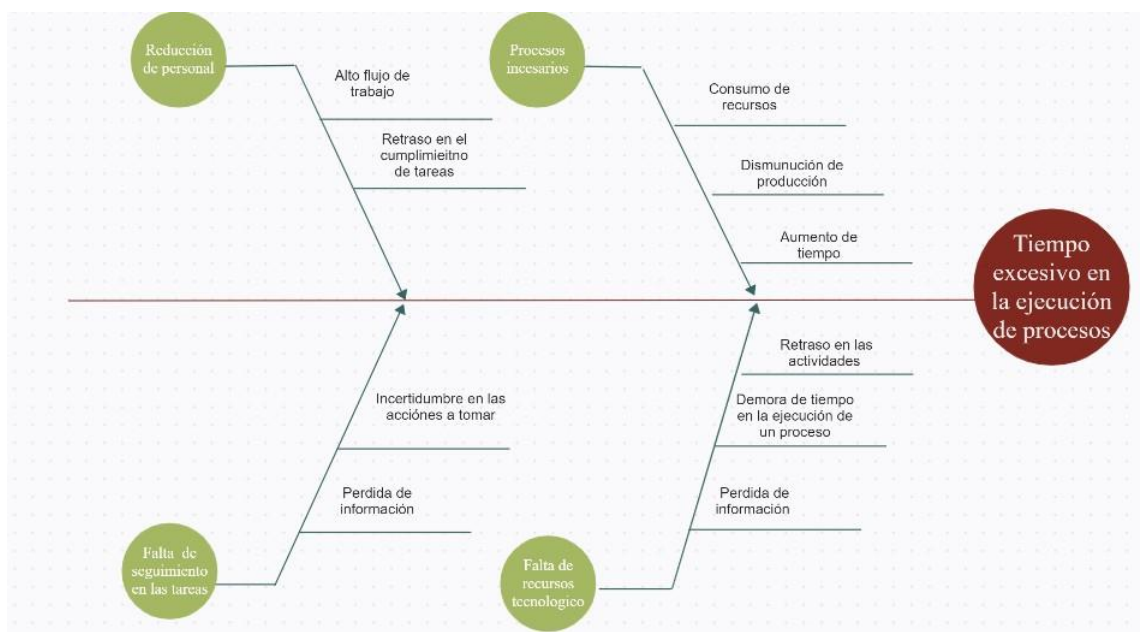 Reducción
de personal
Alto flujo de
trabajo
Retraso en el
cumplimieitno
de tareas
Procesos
incesarios
Consumo de
recursos
Dismunución de
producción
Aumento de
tiempo
Tiempo
excesivo en
la ejecución
de procesos
Incertidumbre en las
acciónes a tomar
Perdida de
información
Falta de
seguimiento
en las tareas
Retraso en las
actividades
Demora de tiempo
en la ejecución de
un proceso
Perdida de
información
Falta de
recursos
tecnologico